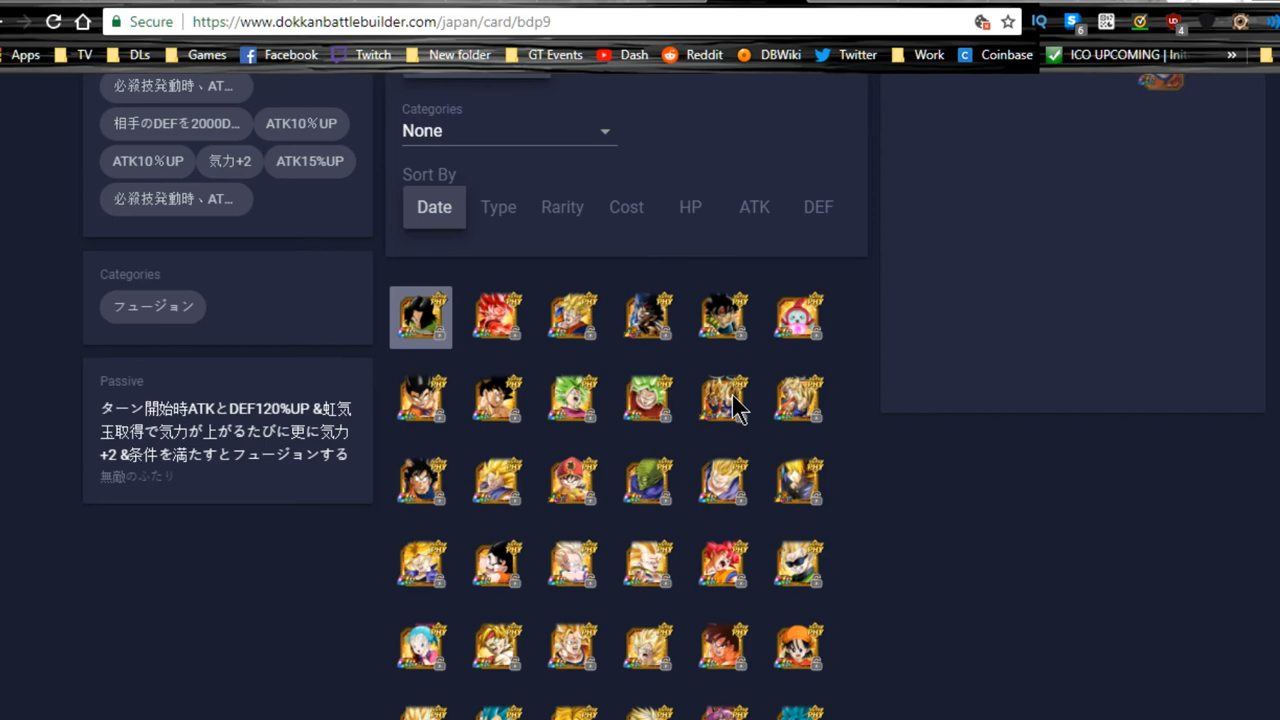 Secure https://www.dokkanbattlebuilder.com/japan/card/bdp9
IQ 6 4
Apps TV DLs Games Facebook Twitch New folder GT Events Dash Reddit DBWiki Twitter Work Coinbase ICO UPCOMING | Init »
必殺技発動時、AT...
相手のDEFを2000D... ATK10%UP
ATK10%UP 気力+2 ATK15%UP
必殺技発動時、AT...
Categories
フュージョン
Passive
ターン開始時ATKとDEF120%UP &虹気
玉取得で気力が上がるたびに更に気力
+2 &条件を満たすとフュージョンする
無敵のふたり
Categories
None
Sort By
Date Type Rarity Cost HP ATK DEF